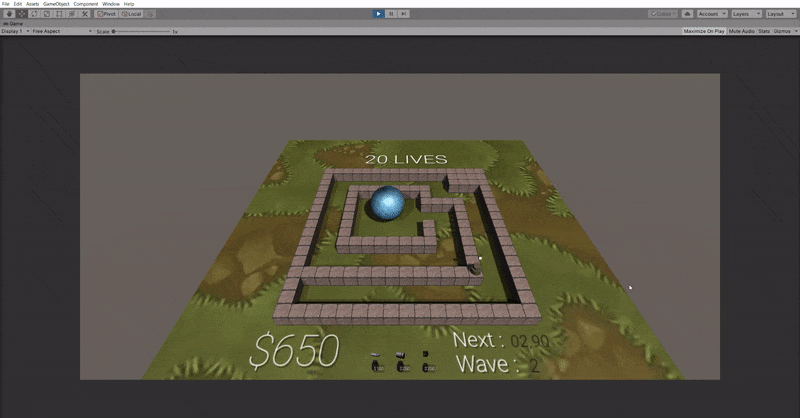 File Edit Assets GameObject Component Window Help
Pivot Local Collab Account Layers Layout
Game
Display 1 Free Aspect Scale 1x Maximize On Play Mute Audio Stats Gizmos
20 LIVES
$650
Next : 02.90
Wave : 2